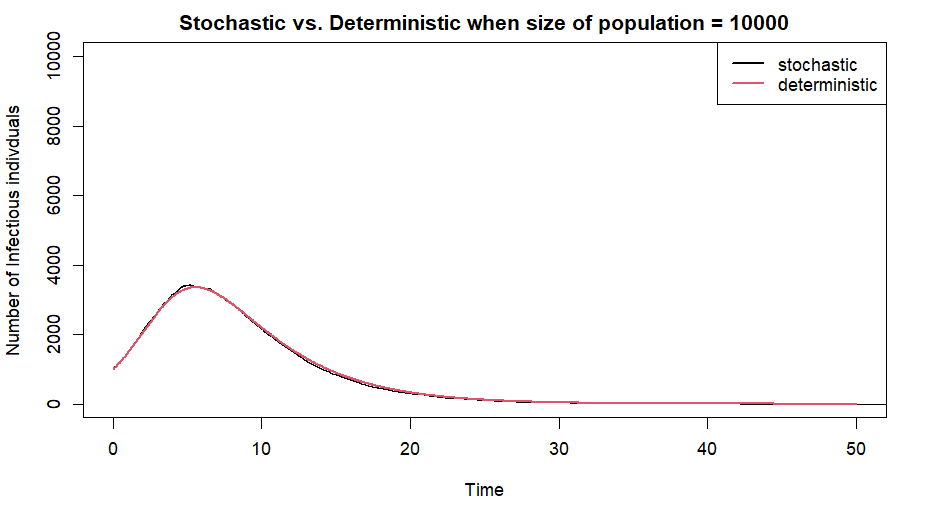 Stochastic vs. Deterministic when size of population = 10000
stochastic
deterministic
Number of Infectious indivduals
10000
8000
6000
4000
2000
0
0 10 20 30 40 50
Time